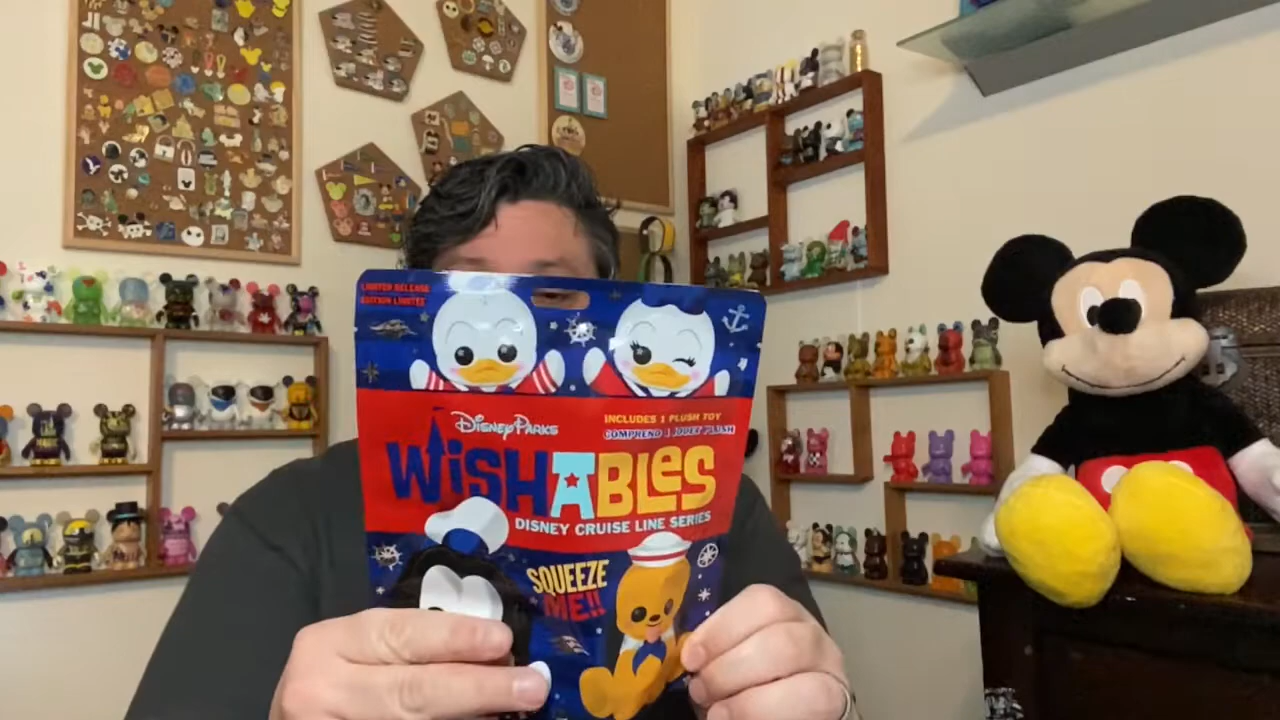 LIMITED RELEASE
EDITION LIMITÉE
Disney Parks
INCLUDES 1 PLUSH TOY
COMPREND 1 JOUET PLUSH
WiSHABLes
DISNEY CRUISE LINE SERIES
SQUEEZE
ME!!